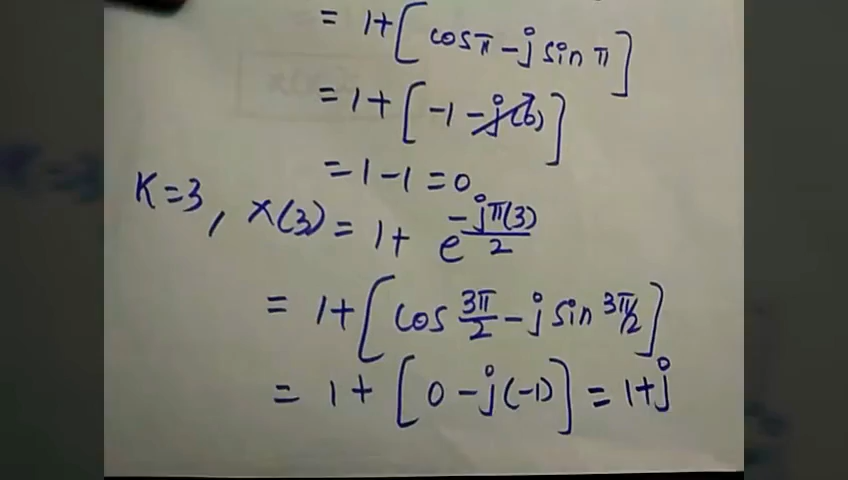 = 1+[cosπ - j sin π]
= 1+[-1 - j(0)]
= 1-1 = 0
K=3, X(3) = 1+ e^{-jπ(3)/2}
= 1+[cos 3π/2 - j sin 3π/2]
= 1+[0 - j(-1)] = 1+j